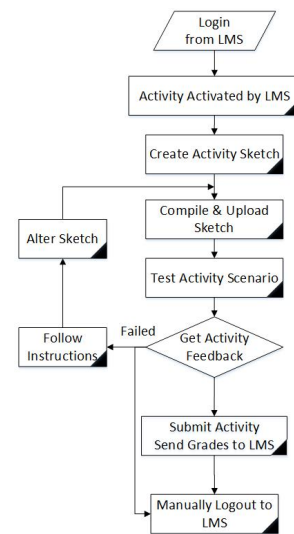 Login
from LMS
Activity Activated by LMS
Create Activity Sketch
Compile & Upload
Sketch
Alter Sketch
Test Activity Scenario
Failed
Follow
Instructions
Get Activity
Feedback
Submit Activity
Send Grades to LMS
Manually Logout to
LMS